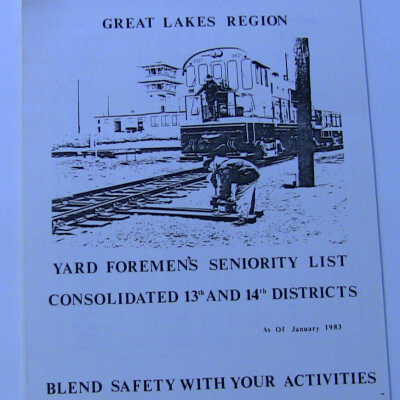 GREAT LAKES REGION
YARD FOREMEN'S SENIORITY LIST
CONSOLIDATED 13th AND 14th DISTRICTS
As Of January 1983
BLEND SAFETY WITH YOUR ACTIVITIES